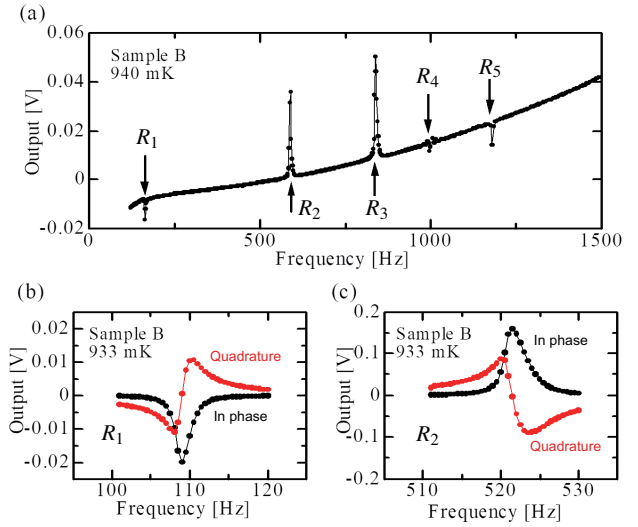 (a)
Sample B
940 mK
R1
R2
R3
R4
R5
Output [V]
0.06
0.04
0.02
0
-0.02
0
500
1000
1500
Frequency [Hz]
(b)
Sample B
933 mK
Quadrature
In phase
R1
Output [V]
0.02
0.01
0
-0.01
-0.02
100
110
120
Frequency [Hz]
(c)
Sample B
933 mK
In phase
Quadrature
R2
Output [V]
0.2
0.1
0
-0.1
-0.2
510
520
530
Frequency [Hz]